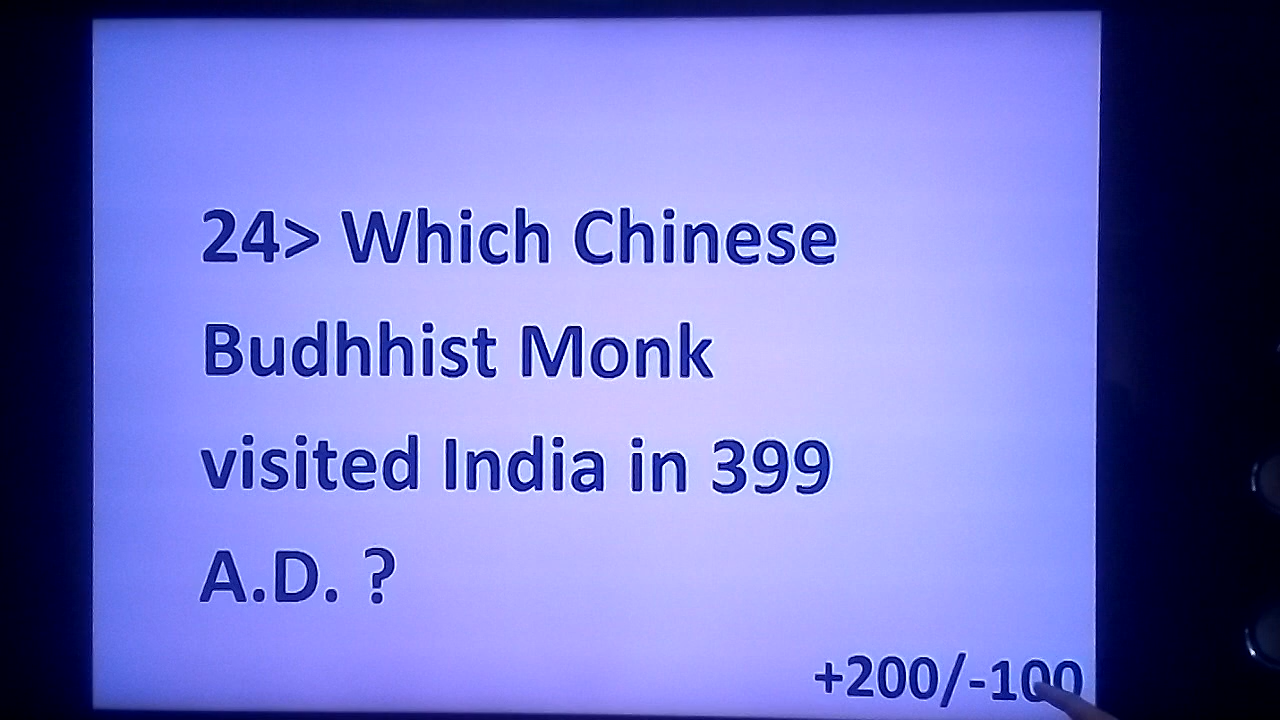 24> Which Chinese
Budhhist Monk
visited India in 399
A.D. ?
+200/-100